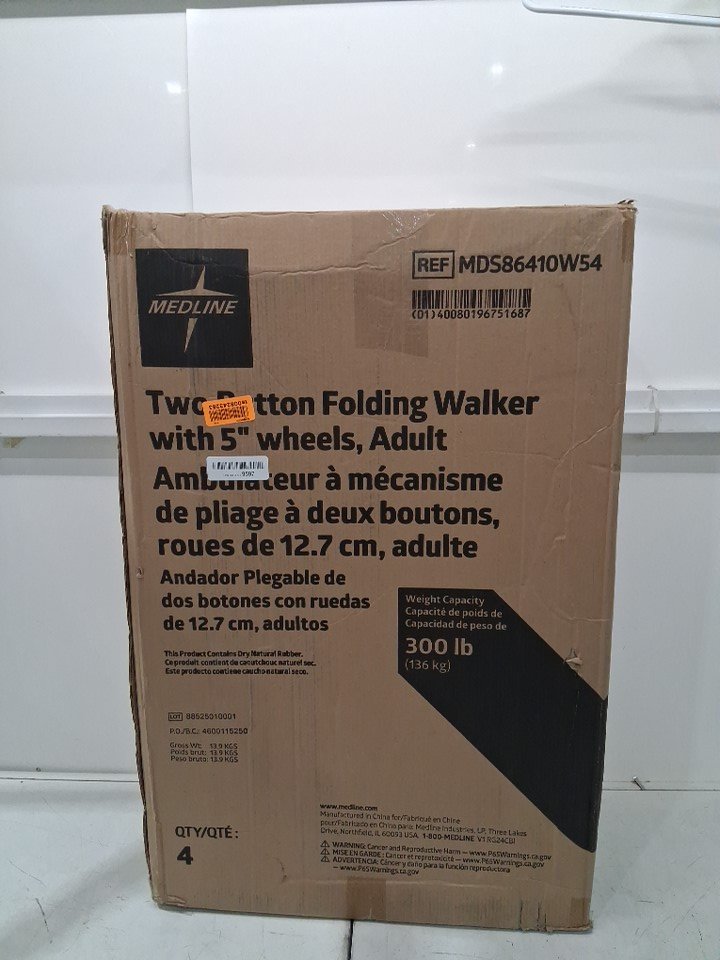 MEDLINE
REF MDS86410W54
(01)40080196751687
Two Button Folding Walker
with 5" wheels, Adult
9592
Ambulateur à mécanisme
de pliage à deux boutons,
roues de 12.7 cm, adulte
Andador Plegable de
dos botones con ruedas
de 12.7 cm, adultos
Weight Capacity
Capacité de poids de
Capacidad de peso de
300 lb
(136 kg)
This Product Contains Dry Natural Rubber.
Ce produit contient de caoutchouc naturel sec.
Este producto contiene caucho natural seco.
LOT 88525010001
P.O./B.C.: 4600115250
Gross Wt: 13.9 KGS
Poids brut: 13.9 KGS
Peso bruto: 13.9 KGS
QTY/QTÉ :
4
www.medline.com
Manufactured in China for/Fabriqué en Chine
pour/Fabricado en China para: Medline Industries, LP, Three Lakes
Drive, Northfield, IL 60093 USA. 1-800-MEDLINE
WARNING: Cancer and Reproductive Harm — www.P65Warnings.ca.gov
MISE EN GARDE : Cancer et reprotoxicité — www.P65Warnings.ca.gov
ADVERTENCIA: Cáncer y daño para la función reproductora
— www.P65Warnings.ca.gov